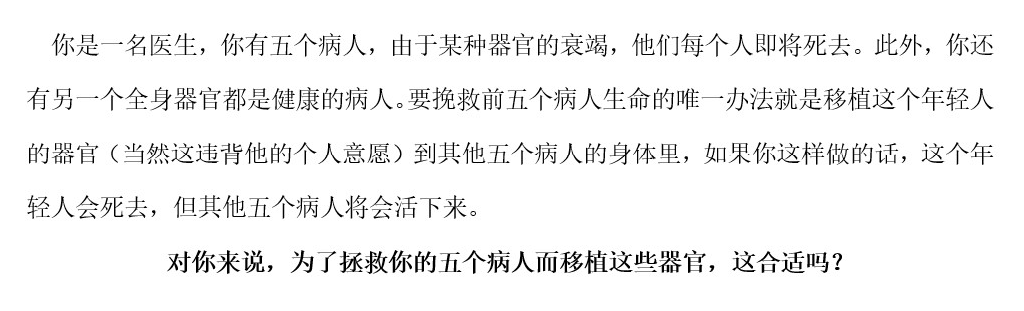 你是一名医生，你有五个病人，由于某种器官的衰竭，他们每个人即将死去。此外，你还
有另一个全身器官都是健康的病人。要挽救前五个病人生命的唯一办法就是移植这个年轻人
的器官（当然这违背他的个人意愿）到其他五个病人的身体里，如果你这样做的话，这个年
轻人会死去，但其他五个病人将会活下来。
对你来说，为了拯救你的五个病人而移植这些器官，这合适吗？